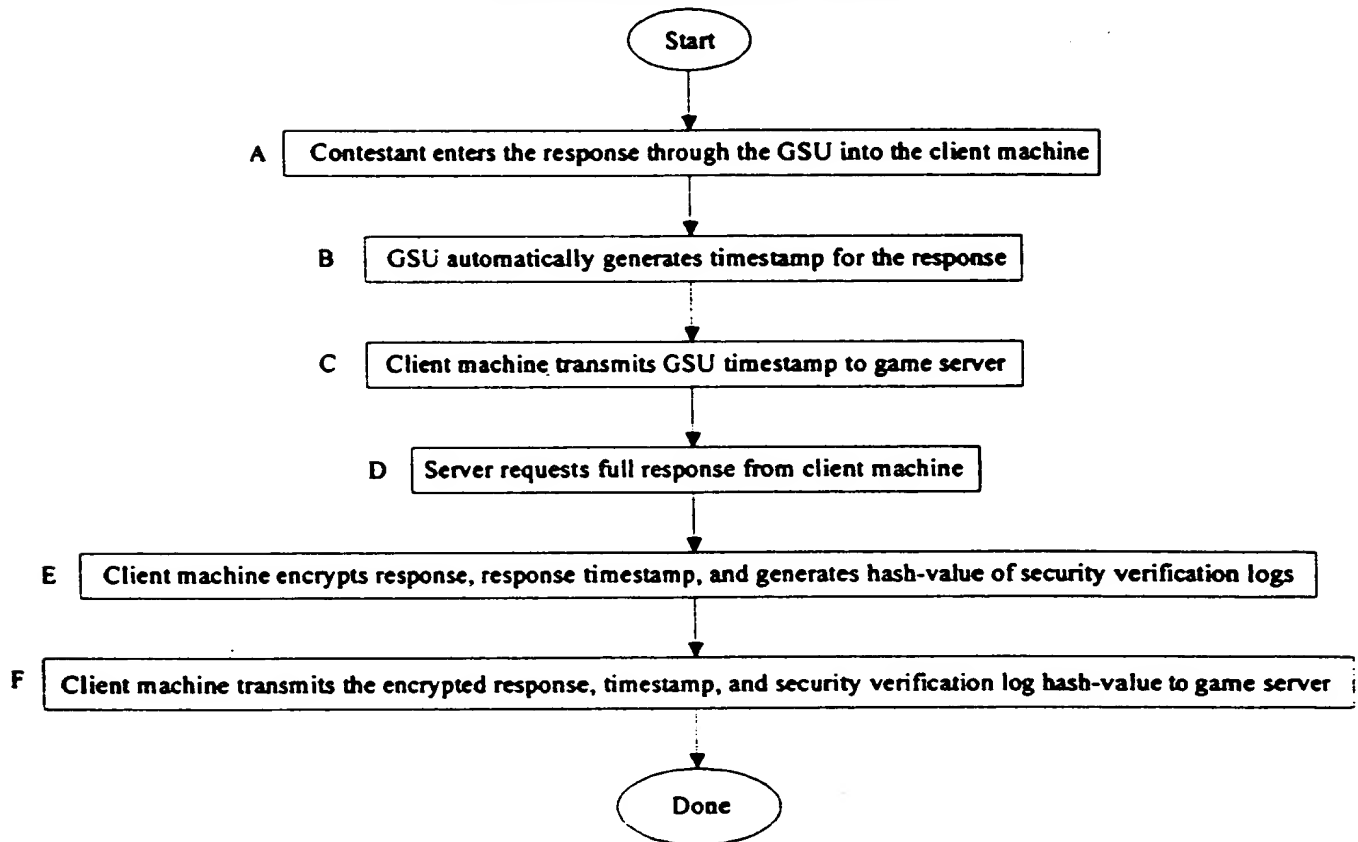 Start
A Contestant enters the response through the GSU into the client machine
B GSU automatically generates timestamp for the response
C Client machine transmits GSU timestamp to game server
D Server requests full response from client machine
E Client machine encrypts response, response timestamp, and generates hash-value of security verification logs
F Client machine transmits the encrypted response, timestamp, and security verification log hash-value to game server
Done